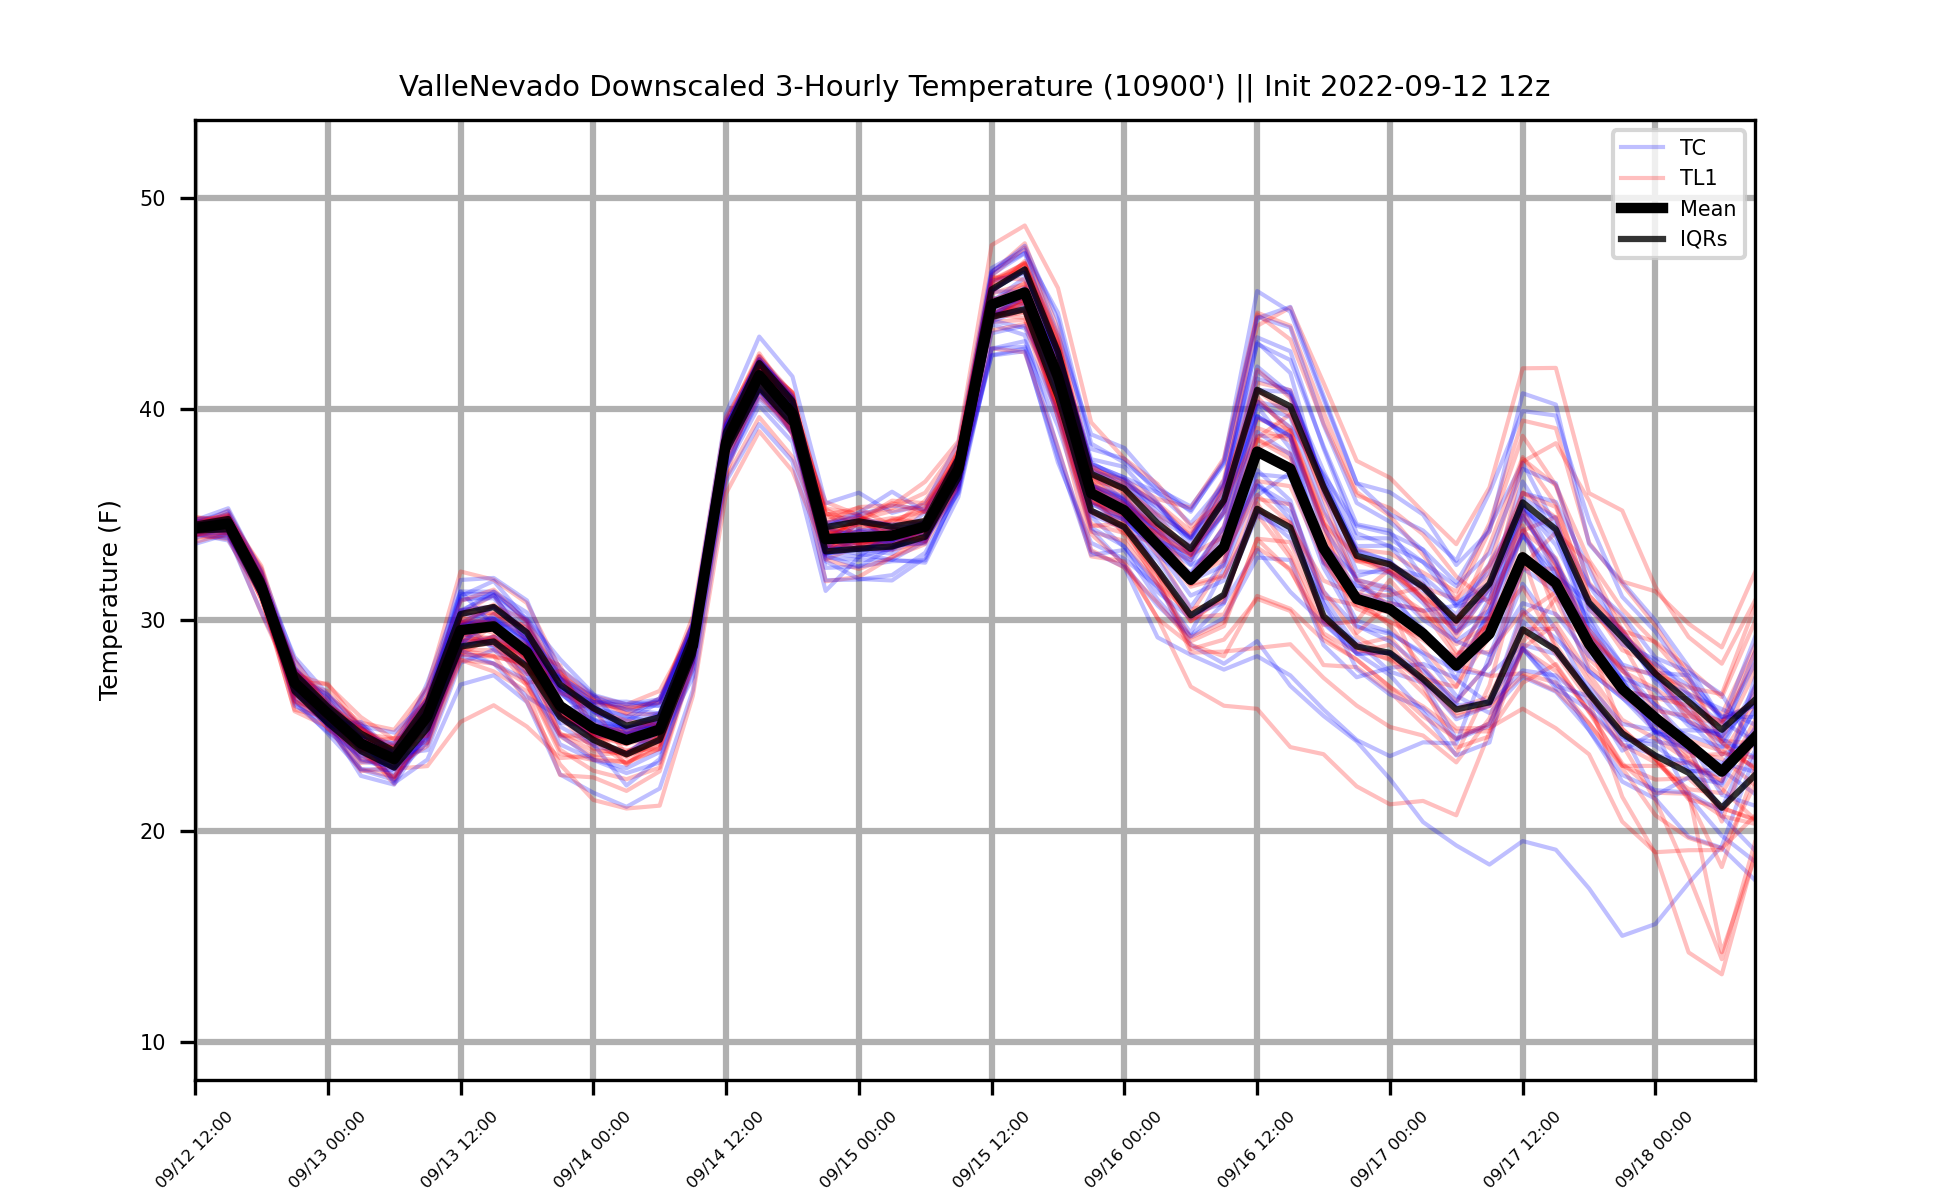 ValleNevado Downscaled 3-Hourly Temperature (10900') || Init 2022-09-12 12z
TC
TL1
Mean
IQRs
Temperature (F)
50
40
30
20
10
09/12 12:00
09/13 00:00
09/13 12:00
09/14 00:00
09/14 12:00
09/15 00:00
09/15 12:00
09/16 00:00
09/16 12:00
09/17 00:00
09/17 12:00
09/18 00:00